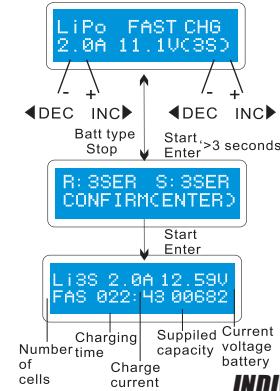 LiPo FAST CHG
2.0A 11.1V(3S)
- +
◀DEC INC▶
- +
◀DEC INC▶
Batt type
Stop
Start
Enter
>3 seconds
R: 3SER S: 3SER
CONFIRM(ENTER)
Start
Enter
Li3S 2.0A 12.59V
FAS 022:43 00682
Number
of
cells
Charging
time
Charge
current
Suppiled
capacity
Current
voltage
battery